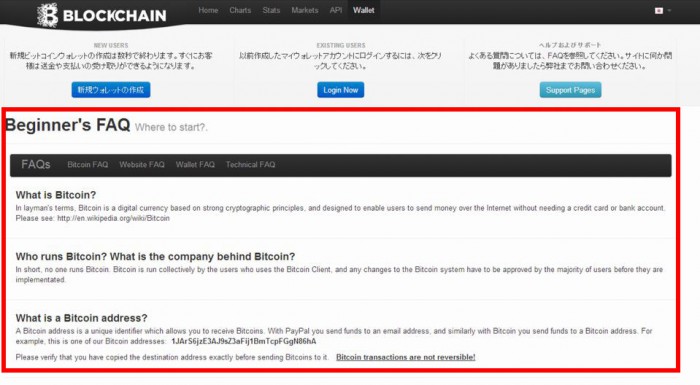 BLOCKCHAIN
Home Charts Stats Markets API Wallet
NEW USERS
新規ビットコインウォレットの作成は数秒で終わります。すぐにお客様は送金や支払いの受け取りができるようになります。
新規ウォレットの作成
EXISTING USERS
以前作成したマイウォレットアカウントにログインするには、次をクリックしてください。
Login Now
ヘルプおよびサポート
よくある質問については、FAQを参照してください。サイトに何か問題がありましたら弊社までお問い合わせください。
Support Pages
Beginner's FAQ Where to start?.
FAQs Bitcoin FAQ Website FAQ Wallet FAQ Technical FAQ
What is Bitcoin?
In layman's terms, Bitcoin is a digital currency based on strong cryptographic principles, and designed to enable users to send money over the Internet without needing a credit card or bank account.
Please see: http://en.wikipedia.org/wiki/Bitcoin
Who runs Bitcoin? What is the company behind Bitcoin?
In short, no one runs Bitcoin. Bitcoin is run collectively by the users who uses the Bitcoin Client, and any changes to the Bitcoin system have to be approved by the majority of users before they are
implementated.
What is a Bitcoin address?
A Bitcoin address is a unique identifier which allows you to receive Bitcoins. With PayPal you send funds to an email address, and similarly with Bitcoin you send funds to a Bitcoin address. For
example, this is one of our Bitcoin addresses: 1JArS6jzE3AJ9sZ3aFij1BmTcpFGgN86hA
Please verify that you have copied the destination address exactly before sending Bitcoins to it. Bitcoin transactions are not reversible!